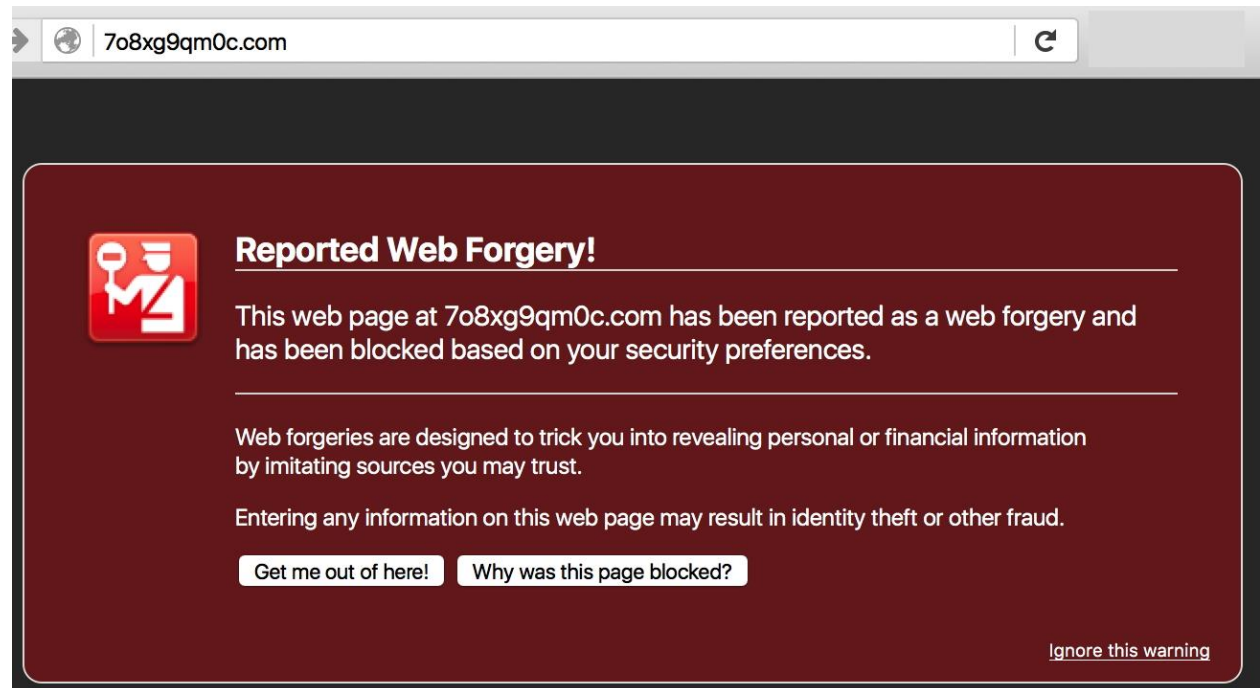 7o8xg9qm0c.com
Reported Web Forgery!
This web page at 7o8xg9qm0c.com has been reported as a web forgery and
has been blocked based on your security preferences.
Web forgeries are designed to trick you into revealing personal or financial information
by imitating sources you may trust.
Entering any information on this web page may result in identity theft or other fraud.
Get me out of here! Why was this page blocked?
Ignore this warning